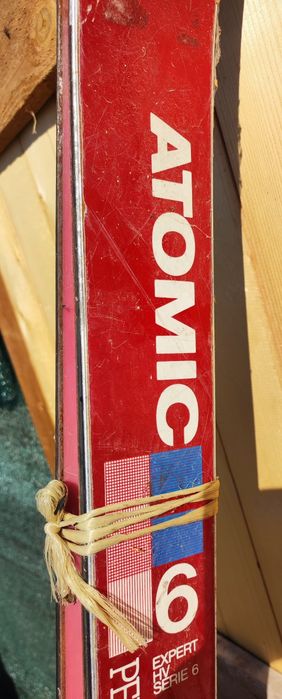 ATOMIC
6
EXPERT
HV
SERIE 6